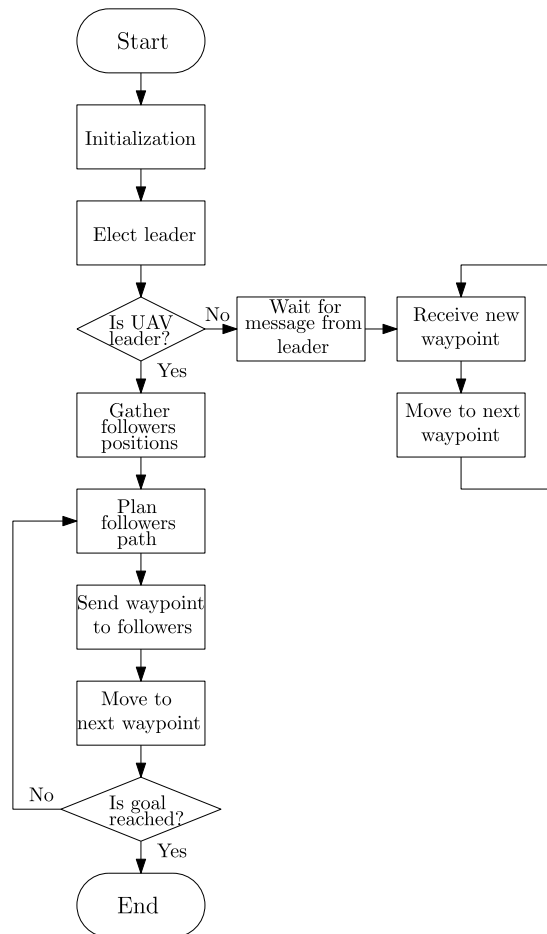 Start
Initialization
Elect leader
Is UAV
leader?
No
Yes
Wait for
message from
leader
Receive new
waypoint
Move to next
waypoint
Gather
followers
positions
Plan
followers
path
Send waypoint
to followers
Move to
next waypoint
Is goal
reached?
No
Yes
End